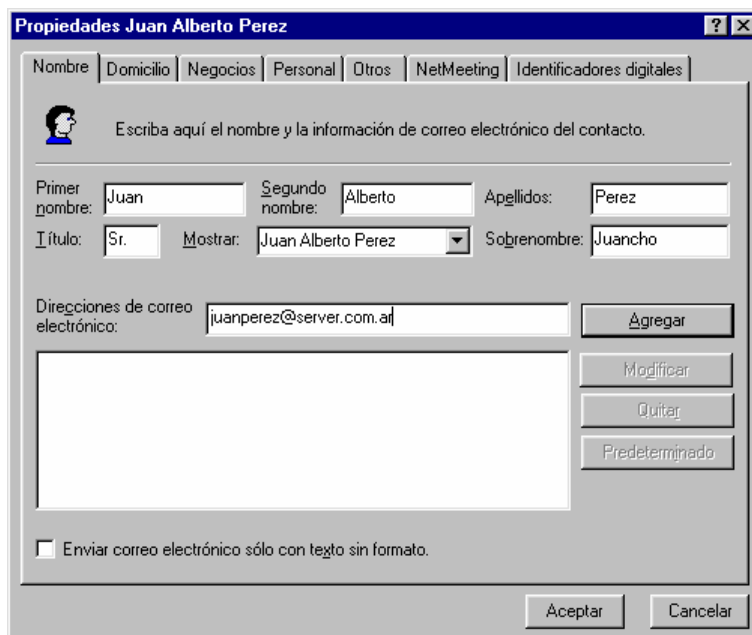 Propiedades Juan Alberto Perez
Nombre Domicilio Negocios Personal Otros NetMeeting Identificadores digitales
Escriba aquí el nombre y la información de correo electrónico del contacto.
Primer nombre: Juan Segundo nombre: Alberto Apellidos: Perez
Título: Sr. Mostrar: Juan Alberto Perez Sobrenombre: Juancho
Direcciones de correo electrónico: juanperez@server.com.ar Agregar
Modificar
Quitar
Predeterminado
Enviar correo electrónico sólo con texto sin formato.
Aceptar Cancelar